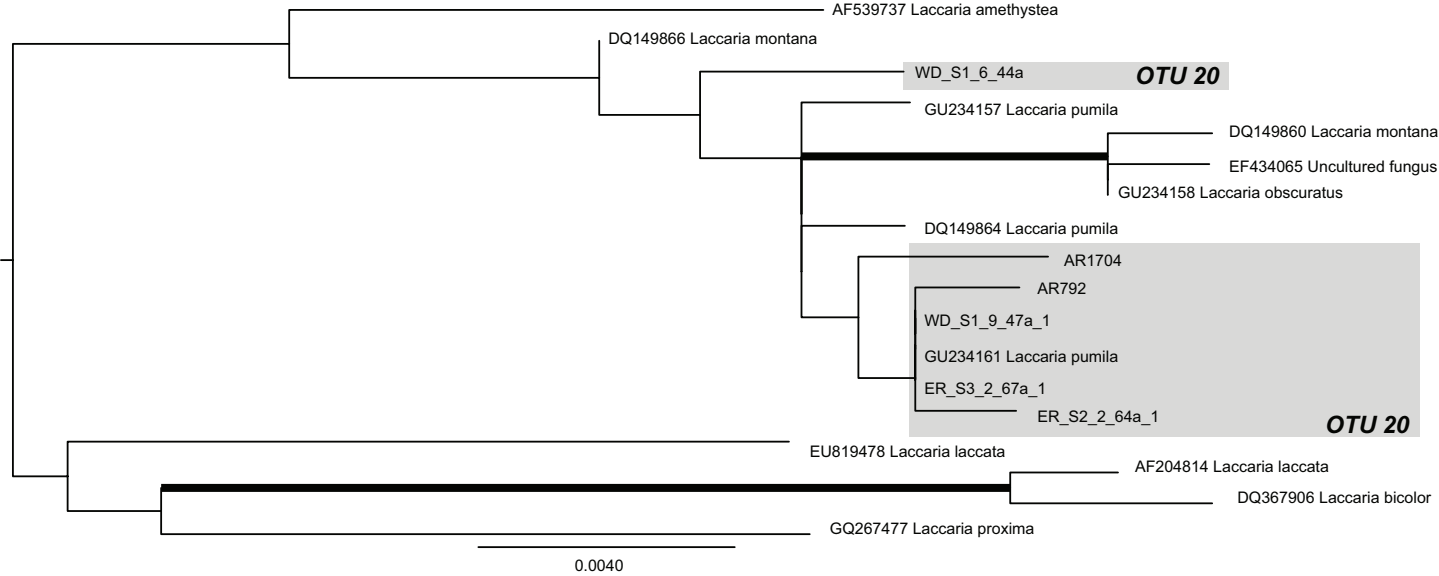 AF539737 Laccaria amethystea
DQ149866 Laccaria montana
WD_S1_6_44a OTU 20
GU234157 Laccaria pumila
DQ149860 Laccaria montana
EF434065 Uncultured fungus
GU234158 Laccaria obscuratus
DQ149864 Laccaria pumila
AR1704
AR792
WD_S1_9_47a_1
GU234161 Laccaria pumila
ER_S3_2_67a_1
ER_S2_2_64a_1
OTU 20
EU819478 Laccaria laccata
AF204814 Laccaria laccata
DQ367906 Laccaria bicolor
GQ267477 Laccaria proxima
0.0040